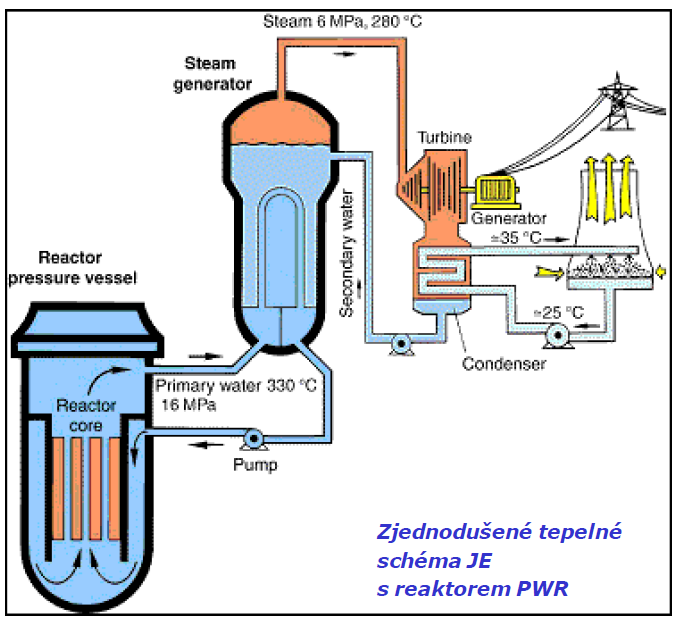 Steam 6 MPa, 280 °C
Steam
generator
Turbine
Generator
≃35 °C
Secondary water
Reactor
pressure vessel
≃25 °C
Condenser
Primary water 330 °C
16 MPa
Reactor
core
Pump
Zjednodušené tepelné
schéma JE
s reaktorem PWR